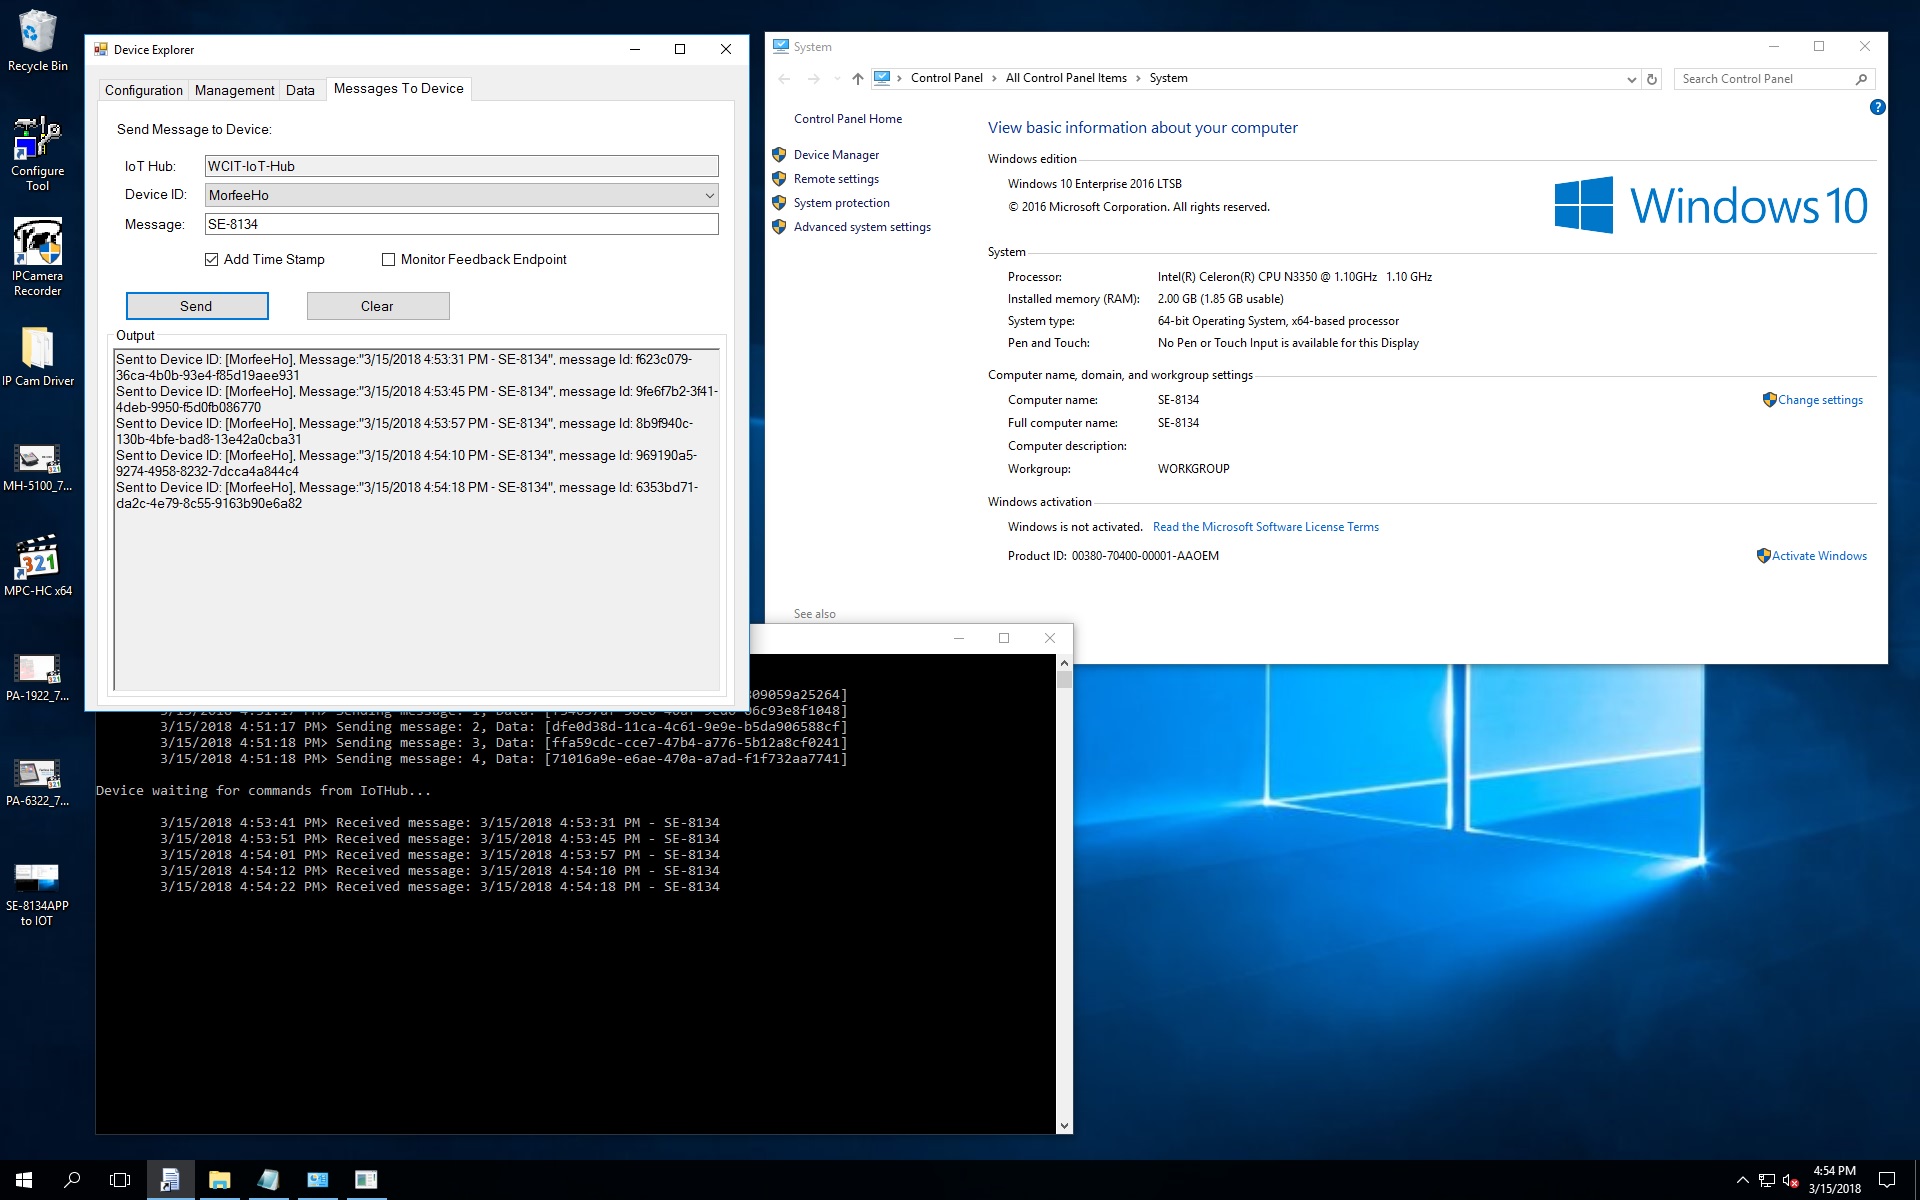 Recycle Bin
Configure
Tool
IPCamera
Recorder
IP Cam Driver
MH-5100_7...
MPC-HC x64
PA-1922_7...
PA-6322_7...
SE-8134APP
to IOT
Device Explorer
Configuration Management Data Messages To Device
Send Message to Device:
IoT Hub: WCIT-IoT-Hub
Device ID: MorfeeHo
Message: SE-8134
Add Time Stamp Monitor Feedback Endpoint
Send Clear
Output
Sent to Device ID: [MorfeeHo], Message:"3/15/2018 4:53:31 PM - SE-8134", message Id: f623c079-
36ca-4b0b-93e4-f85d19aee931
Sent to Device ID: [MorfeeHo], Message:"3/15/2018 4:53:45 PM - SE-8134", message Id: 9fe6f7b2-3f41-
4deb-9950-f5d0fb086770
Sent to Device ID: [MorfeeHo], Message:"3/15/2018 4:53:57 PM - SE-8134", message Id: 8b9f940c-
130b-4bfe-bad8-13e42a0cba31
Sent to Device ID: [MorfeeHo], Message:"3/15/2018 4:54:10 PM - SE-8134", message Id: 969190a5-
9274-4958-8232-7dcca4a844c4
Sent to Device ID: [MorfeeHo], Message:"3/15/2018 4:54:18 PM - SE-8134", message Id: 6353bd71-
da2c-4e79-8c55-9163b90e6a82
System
Control Panel All Control Panel Items System
Search Control Panel
Control Panel Home
Device Manager
Remote settings
System protection
Advanced system settings
See also
View basic information about your computer
Windows edition
Windows 10 Enterprise 2016 LTSB
© 2016 Microsoft Corporation. All rights reserved.
Windows 10
System
Processor: Intel(R) Celeron(R) CPU N3350 @ 1.10GHz 1.10 GHz
Installed memory (RAM): 2.00 GB (1.85 GB usable)
System type: 64-bit Operating System, x64-based processor
Pen and Touch: No Pen or Touch Input is available for this Display
Computer name, domain, and workgroup settings
Computer name: SE-8134
Change settings
Full computer name: SE-8134
Computer description:
Workgroup: WORKGROUP
Windows activation
Windows is not activated. Read the Microsoft Software License Terms
Product ID: 00380-70400-00001-AAOEM
Activate Windows
809059a25264]
3/15/2018 4:51:17 PM> Sending message: 1, Data: 06c93e8f1048]
3/15/2018 4:51:17 PM> Sending message: 2, Data: [dfe0d38d-11ca-4c61-9e9e-b5da906588cf]
3/15/2018 4:51:18 PM> Sending message: 3, Data: [ffa59cdc-cce7-47b4-a776-5b12a8cf0241]
3/15/2018 4:51:18 PM> Sending message: 4, Data: [71016a9e-e6ae-470a-a7ad-f1f732aa7741]
Device waiting for commands from IoTHub...
3/15/2018 4:53:41 PM> Received message: 3/15/2018 4:53:31 PM - SE-8134
3/15/2018 4:53:51 PM> Received message: 3/15/2018 4:53:45 PM - SE-8134
3/15/2018 4:54:01 PM> Received message: 3/15/2018 4:53:57 PM - SE-8134
3/15/2018 4:54:12 PM> Received message: 3/15/2018 4:54:10 PM - SE-8134
3/15/2018 4:54:22 PM> Received message: 3/15/2018 4:54:18 PM - SE-8134
4:54 PM
3/15/2018